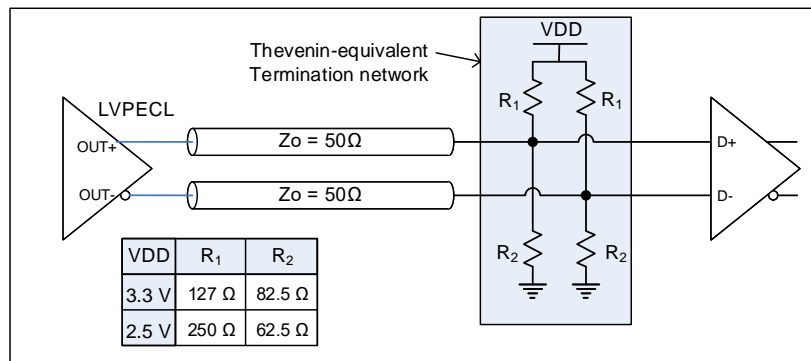 Thevenin-equivalent
Termination network
VDD
R₁
R₁
LVPECL
OUT+
Zo = 50Ω
D+
OUT-
Zo = 50Ω
D-
R₂
R₂
VDD R₁ R₂
3.3 V 127 Ω 82.5 Ω
2.5 V 250 Ω 62.5 Ω